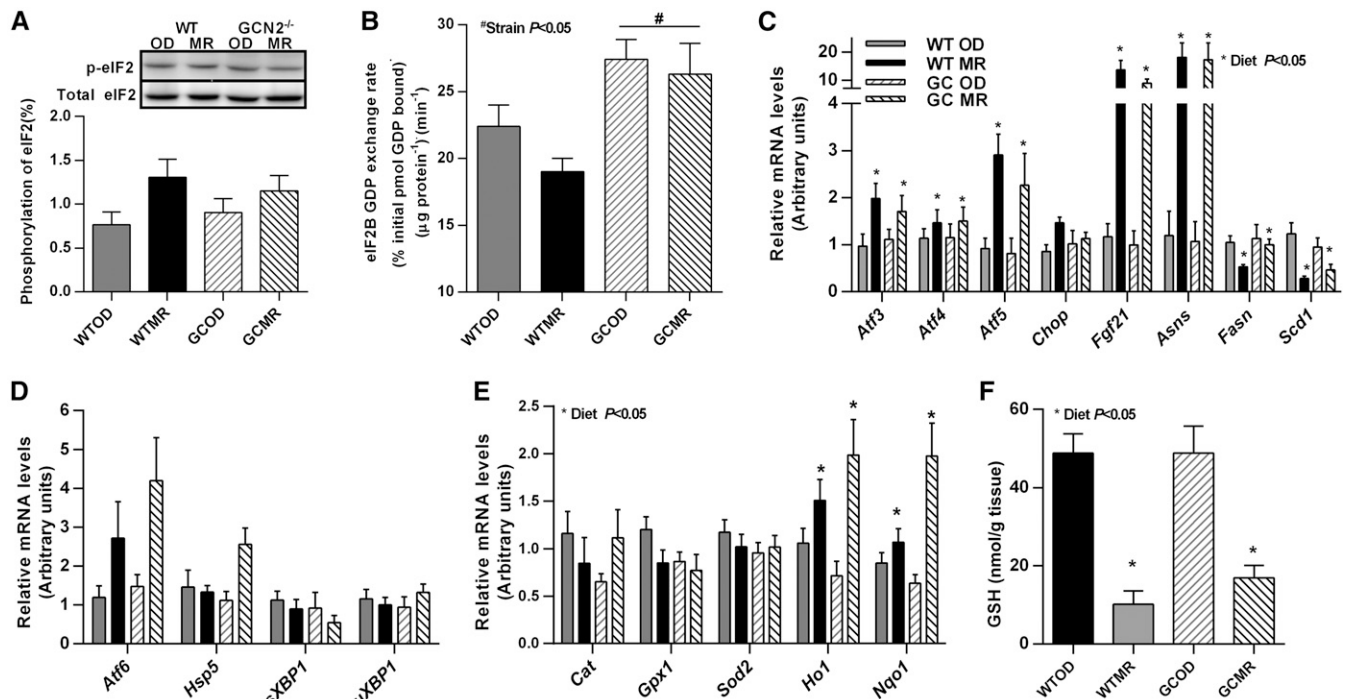 A
WT GCN2-/-
OD MR OD MR
p-eIF2
Total eIF2
Phosphorylation of eIF2(%)
2.0
1.5
1.0
0.5
0.0
WTOD WTMR GCOD GCMR
B
#Strain P<0.05
#
eIF2B GDP exchange rate
(% initial pmol GDP bound)·
(μg protein-1)·(min-1)
30
25
20
15
10
WTOD WTMR GCOD GCMR
C
WT OD
WT MR
GC OD
GC MR
* Diet P<0.05
Relative mRNA levels
(Arbitrary units)
20
10
4
3
2
1
0
* * * * * * * * * * * * * *
Atf3 Atf4 Atf5 Chop Fgf21 Asns Fasn Scd1
D
Relative mRNA levels
(Arbitrary units)
6
5
4
3
2
1
0
Atf6 Hsp5 sXBP1 XBP1
E
* Diet P<0.05
Relative mRNA levels
(Arbitrary units)
2.5
2.0
1.5
1.0
0.5
0.0
* * * *
Cat Gpx1 Sod2 Ho1 Nqo1
F
* Diet P<0.05
GSH (nmol/g tissue)
60
40
20
0
* *
WTOD WTMR GCOD GCMR